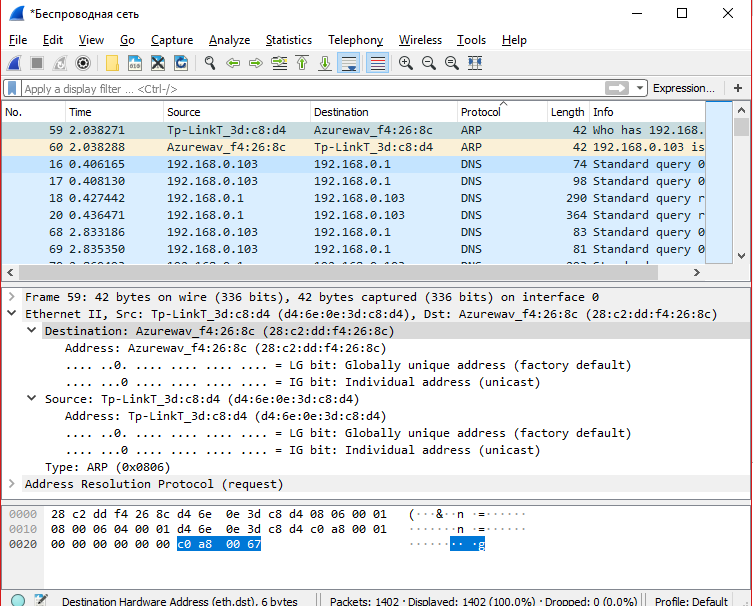 *Беспроводная сеть
File Edit View Go Capture Analyze Statistics Telephony Wireless Tools Help
Apply a display filter ... <Ctrl-/> Expression... +
No. Time Source Destination Protocol Length Info
59 2.038271 Tp-LinkT_3d:c8:d4 Azurewav_f4:26:8c ARP 42 Who has 192.168.
60 2.038288 Azurewav_f4:26:8c Tp-LinkT_3d:c8:d4 ARP 42 192.168.0.103 is
16 0.406165 192.168.0.103 192.168.0.1 DNS 74 Standard query 0
17 0.408130 192.168.0.103 192.168.0.1 DNS 98 Standard query 0
18 0.427442 192.168.0.1 192.168.0.103 DNS 290 Standard query r
20 0.436471 192.168.0.1 192.168.0.103 DNS 364 Standard query r
68 2.833186 192.168.0.103 192.168.0.1 DNS 83 Standard query 0
69 2.835350 192.168.0.103 192.168.0.1 DNS 81 Standard query 0
Frame 59: 42 bytes on wire (336 bits), 42 bytes captured (336 bits) on interface 0
Ethernet II, Src: Tp-LinkT_3d:c8:d4 (d4:6e:0e:3d:c8:d4), Dst: Azurewav_f4:26:8c (28:c2:dd:f4:26:8c)
Destination: Azurewav_f4:26:8c (28:c2:dd:f4:26:8c)
Address: Azurewav_f4:26:8c (28:c2:dd:f4:26:8c)
.... ..0. .... .... .... .... = LG bit: Globally unique address (factory default)
.... ...0 .... .... .... .... = IG bit: Individual address (unicast)
Source: Tp-LinkT_3d:c8:d4 (d4:6e:0e:3d:c8:d4)
Address: Tp-LinkT_3d:c8:d4 (d4:6e:0e:3d:c8:d4)
.... ..0. .... .... .... .... = LG bit: Globally unique address (factory default)
.... ...0 .... .... .... .... = IG bit: Individual address (unicast)
Type: ARP (0x0806)
Address Resolution Protocol (request)
0000 28 c2 dd f4 26 8c d4 6e 0e 3d c8 d4 08 06 00 01 (···&··n ·=······
0010 08 00 06 04 00 01 d4 6e 0e 3d c8 d4 c0 a8 00 01 ·······n ·=······
0020 00 00 00 00 00 00 c0 a8 00 67 ········ ·g
Destination Hardware Address (eth.dst), 6 bytes Packets: 1402 · Displayed: 1402 (100.0%) · Dropped: 0 (0.0%) Profile: Default